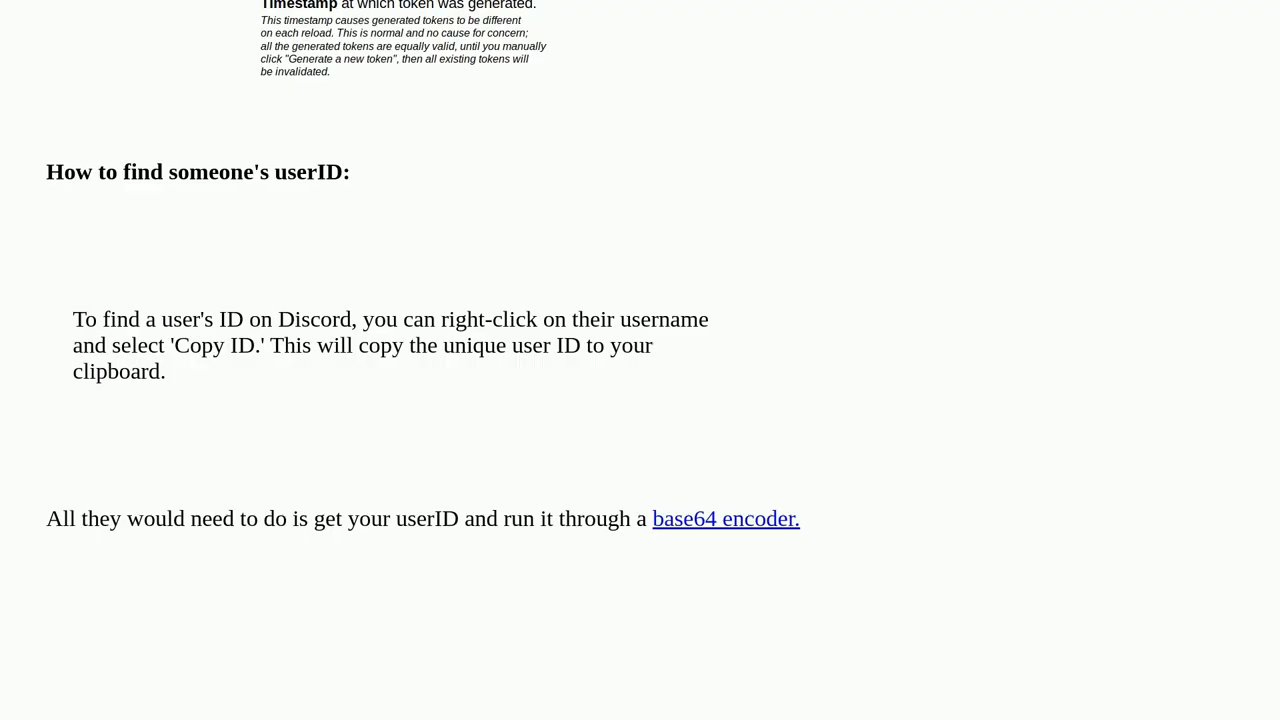 Timestamp at which token was generated.
This timestamp causes generated tokens to be different
on each reload. This is normal and no cause for concern;
all the generated tokens are equally valid, until you manually
click "Generate a new token", then all existing tokens will
be invalidated.
How to find someone's userID:
To find a user's ID on Discord, you can right-click on their username
and select 'Copy ID.' This will copy the unique user ID to your
clipboard.
All they would need to do is get your userID and run it through a base64 encoder.